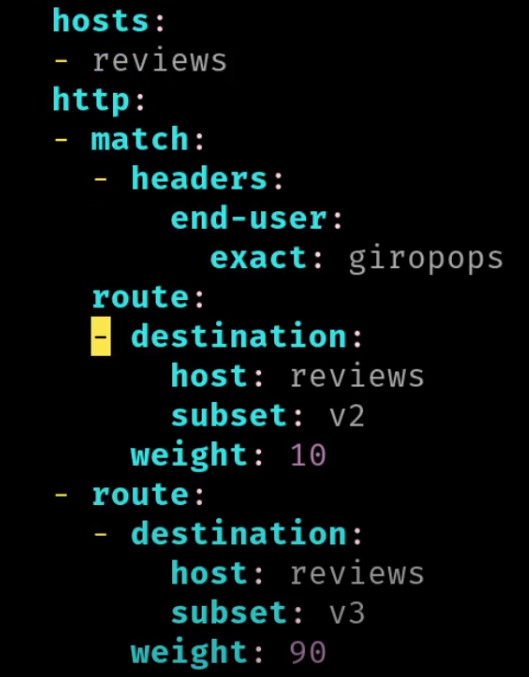 hosts:
- reviews
http:
- match:
  - headers:
      end-user:
        exact: giropops
  route:
  - destination:
      host: reviews
      subset: v2
    weight: 10
- route:
  - destination:
      host: reviews
      subset: v3
    weight: 90